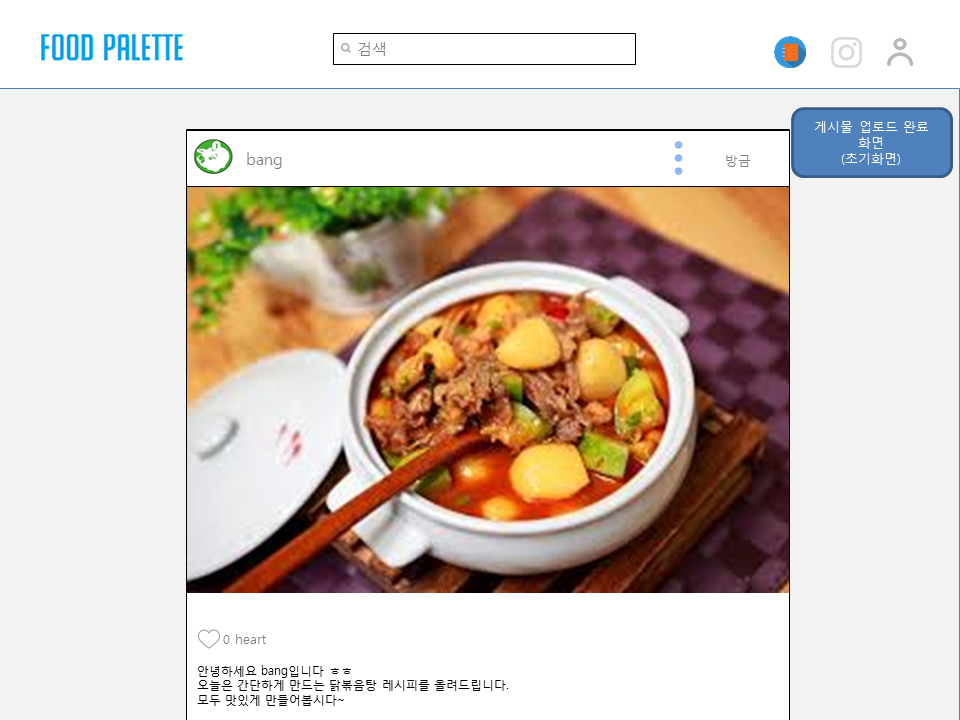 FOOD PALETTE
검색
게시물 업로드 완료
화면
(초기화면)
bang
방금
0 heart
안녕하세요 bang입니다 ㅎㅎ
오늘은 간단하게 만드는 닭볶음탕 레시피를 올려드립니다.
모두 맛있게 만들어봅시다~